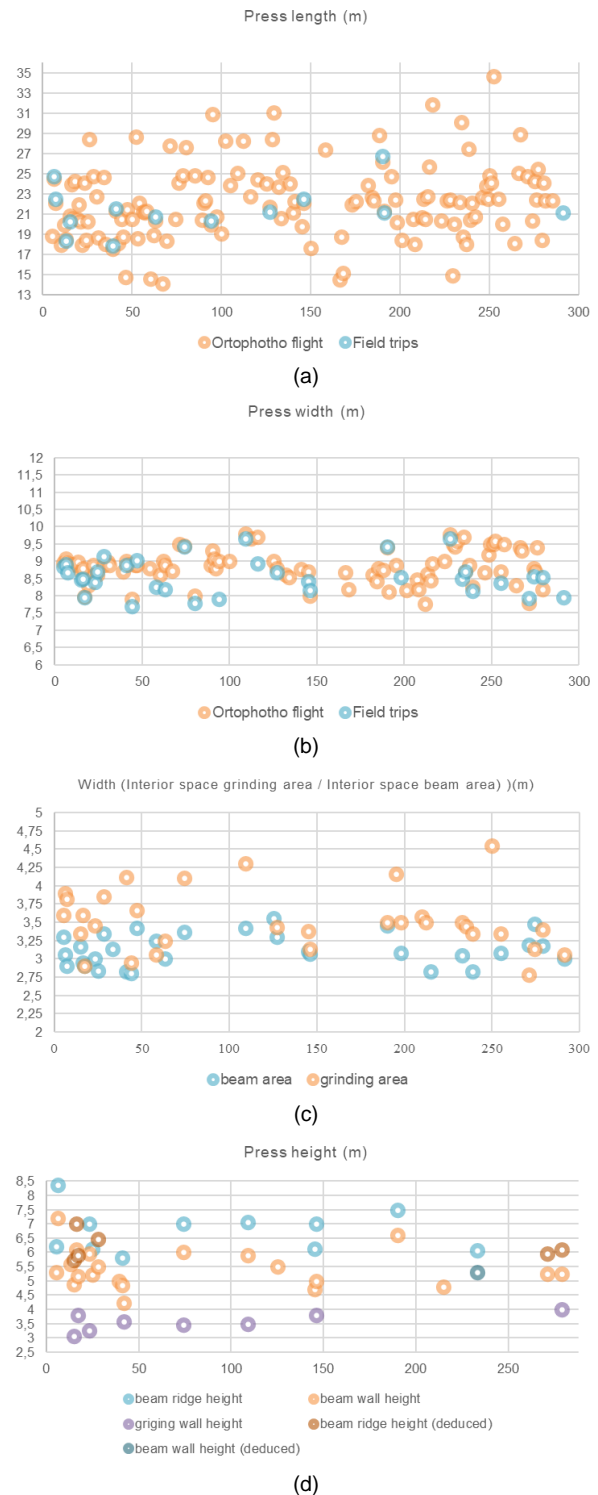 Press length (m)
35
33
31
29
27
25
23
21
19
17
15
13
0 50 100 150 200 250 300
Ortophotho flight Field trips
(a)
Press width (m)
12
11,5
11
10,5
10
9,5
9
8,5
8
7,5
7
6,5
6
0 50 100 150 200 250 300
Ortophotho flight Field trips
(b)
Width (Interior space grinding area / Interior space beam area) )(m)
5
4,75
4,5
4,25
4
3,75
3,5
3,25
3
2,75
2,5
2,25
2
0 50 100 150 200 250 300
beam area grinding area
(c)
Press height (m)
8,5
8
7,5
7
6,5
6
5,5
5
4,5
4
3,5
3
2,5
0 50 100 150 200 250
beam ridge height beam wall height
griging wall height beam ridge height (deduced)
beam wall height (deduced)
(d)